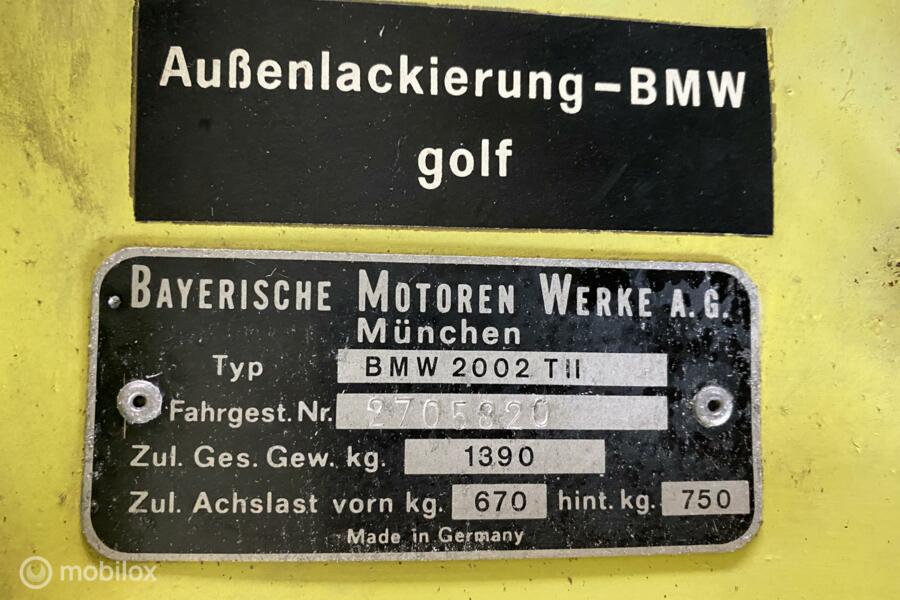 Außenlackierung-BMW
golf
BAYERISCHE MOTOREN WERKE A.G.
München
Typ BMW 2002 TII
Fahrgest. Nr. 2705820
Zul. Ges. Gew. kg. 1390
Zul. Achslast vorn kg. 670 hint. kg. 750
Made in Germany
mobilox